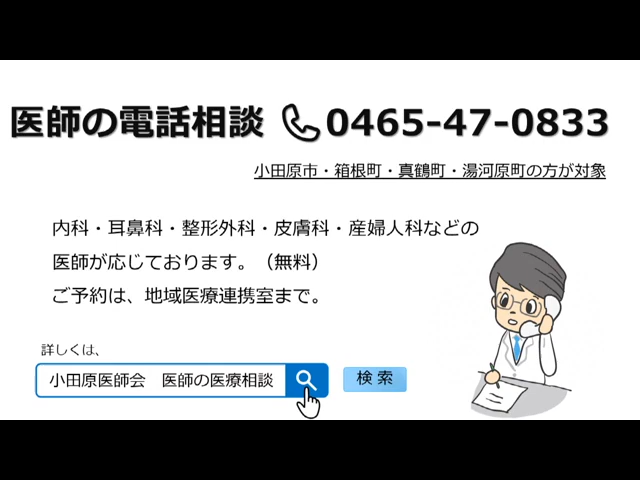 医師の電話相談 0465-47-0833
小田原市・箱根町・真鶴町・湯河原町の方が対象
内科・耳鼻科・整形外科・皮膚科・産婦人科などの
医師が応じております。（無料）
ご予約は、地域医療連携室まで。
詳しくは、
小田原医師会 医師の医療相談 検索